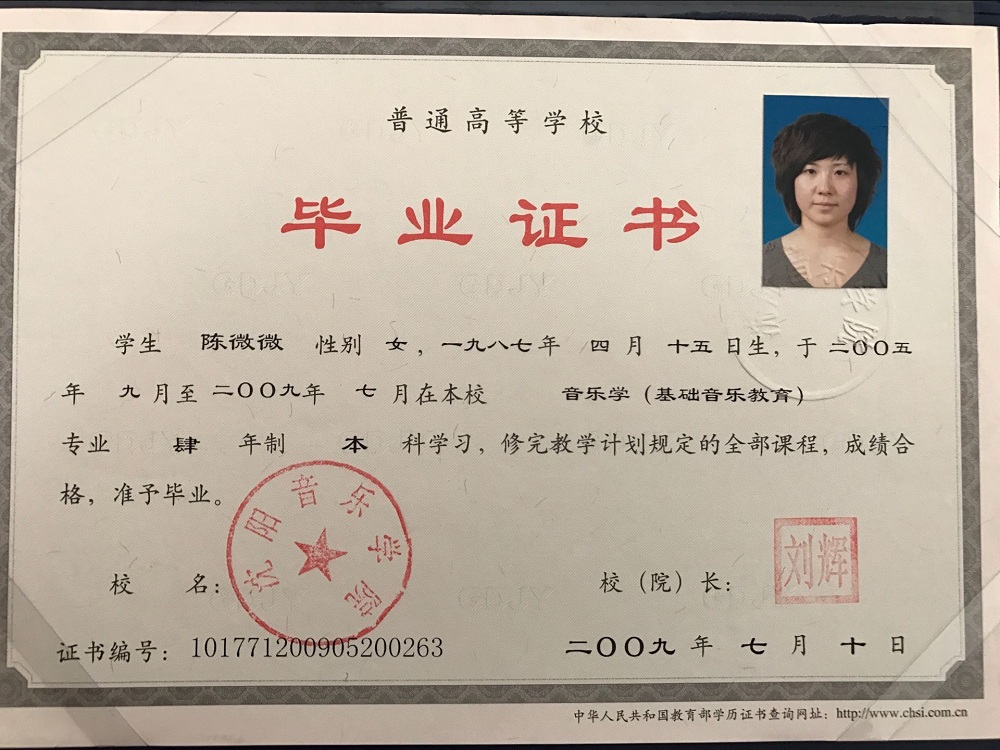 普通高等学校
毕业证书
学生 陈微微 性别 女，一九八七年 四 月 十五日生，于二〇〇五
年 九月至二〇〇九年 七 月在本校 音乐学（基础音乐教育）
专业 肆 年制 本 科学习，修完教学计划规定的全部课程，成绩合
格，准予毕业。
沈阳音乐学院
校 名：
校（院）长：
刘辉
证书编号：101771200905200263
二〇〇九 年 七 月 十 日
中华人民共和国教育部学历证书查询网址：http://www.chsi.com.cn